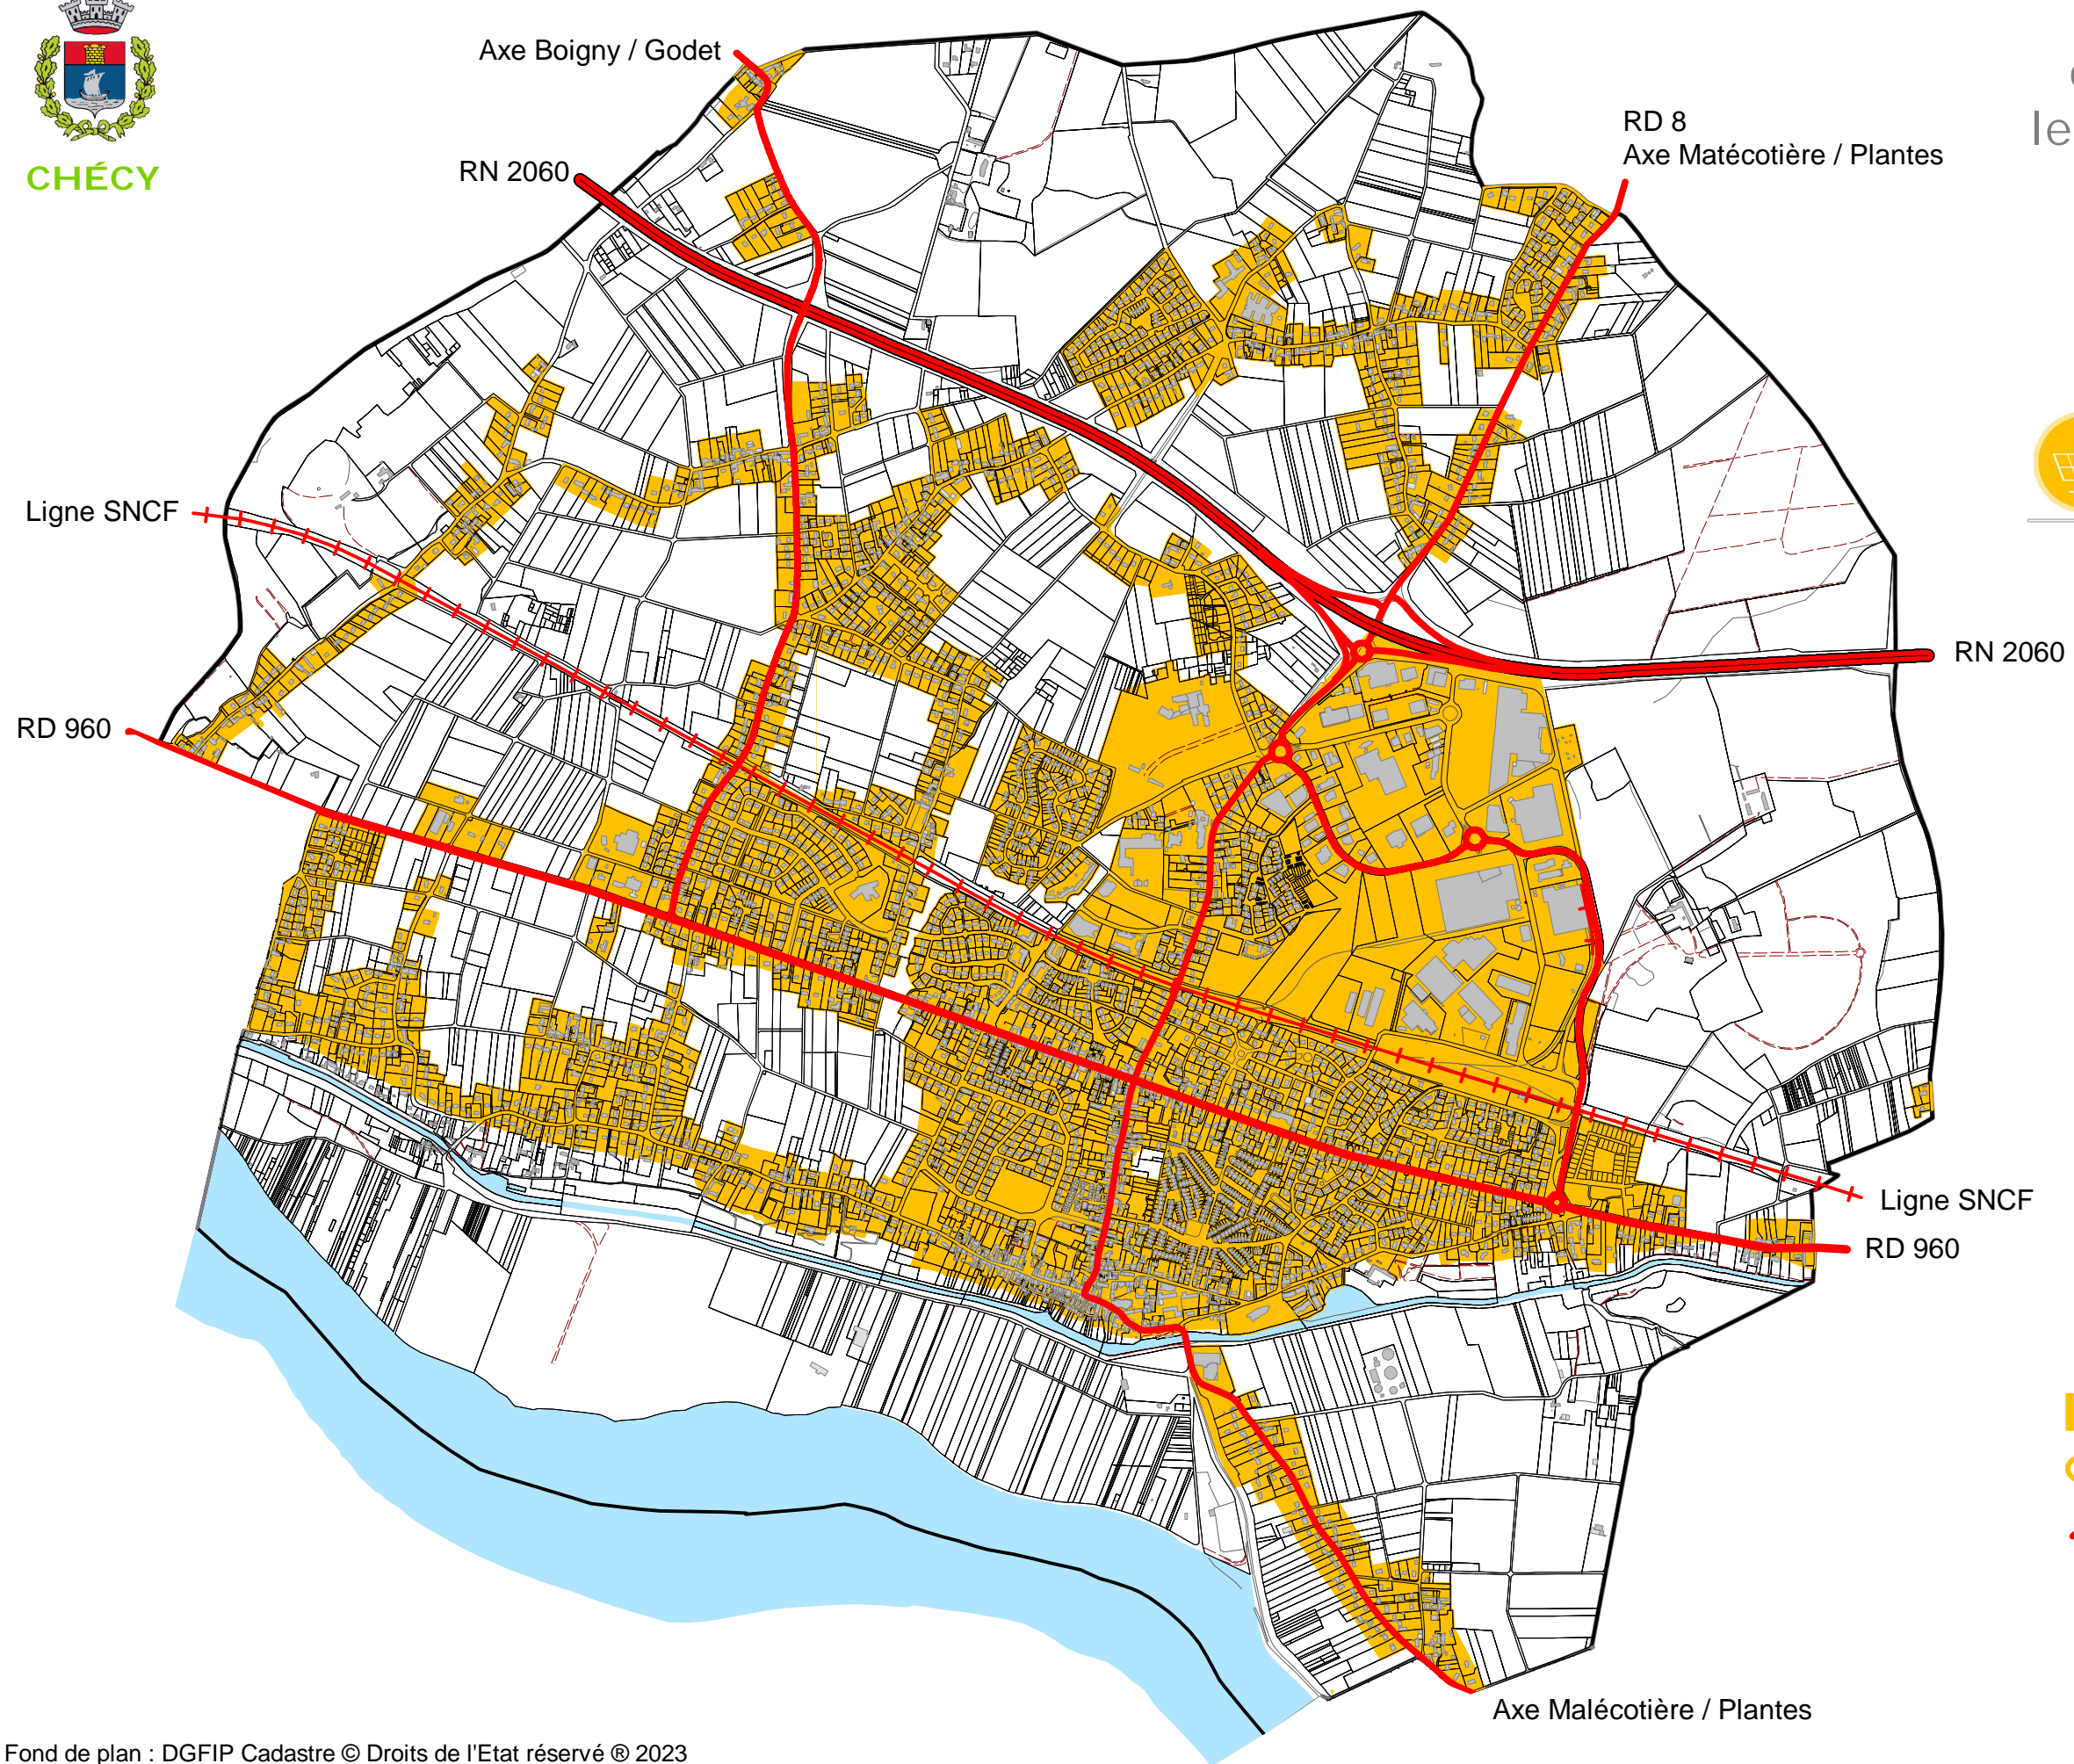 CHÉCY
Axe Boigny / Godet
RN 2060
RD 8
Axe Matécotière / Plantes
le
Ligne SNCF
RN 2060
RD 960
Ligne SNCF
RD 960
Axe Malécotière / Plantes
Fond de plan : DGFIP Cadastre © Droits de l'Etat réservé ® 2023